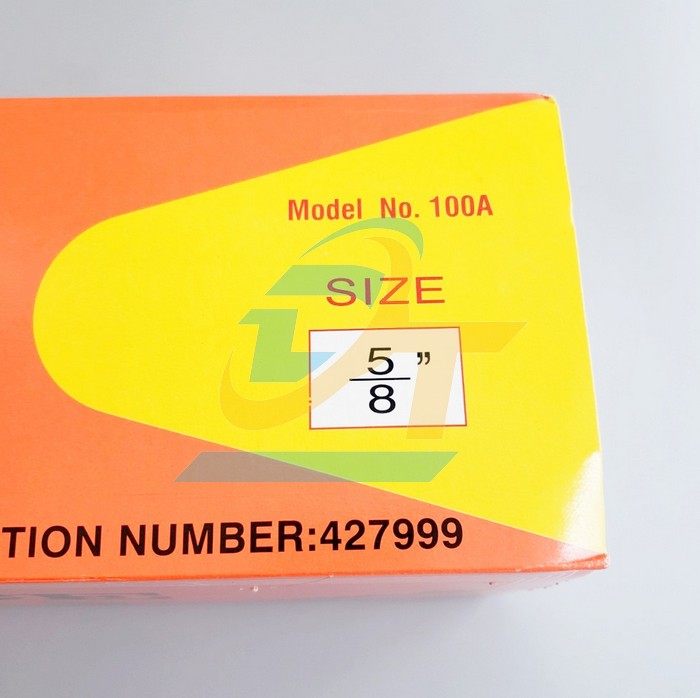 Model No. 100A
SIZE
5/8"
TION NUMBER:427999